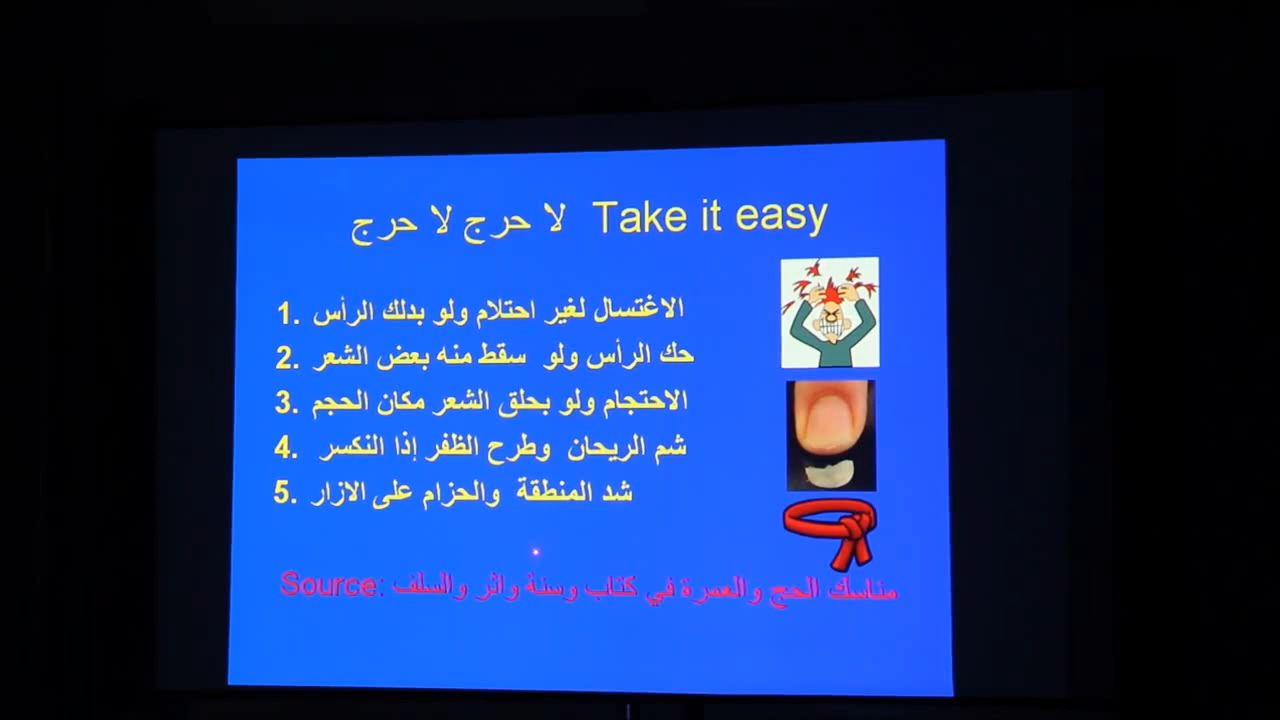 لا حرج لا حرج Take it easy
1. الاغتسال لغير احتلام ولو بدلك الرأس
2. حك الرأس ولو سقط منه بعض الشعر
3. الاحتجام ولو بحلق الشعر مكان الحجم
4. شم الريحان وطرح الظفر إذا النكسر
5. شد المنطقة والحزام على الازار
Source: مناسك الحج والعمرة في كتاب وسنة واثر والسلف